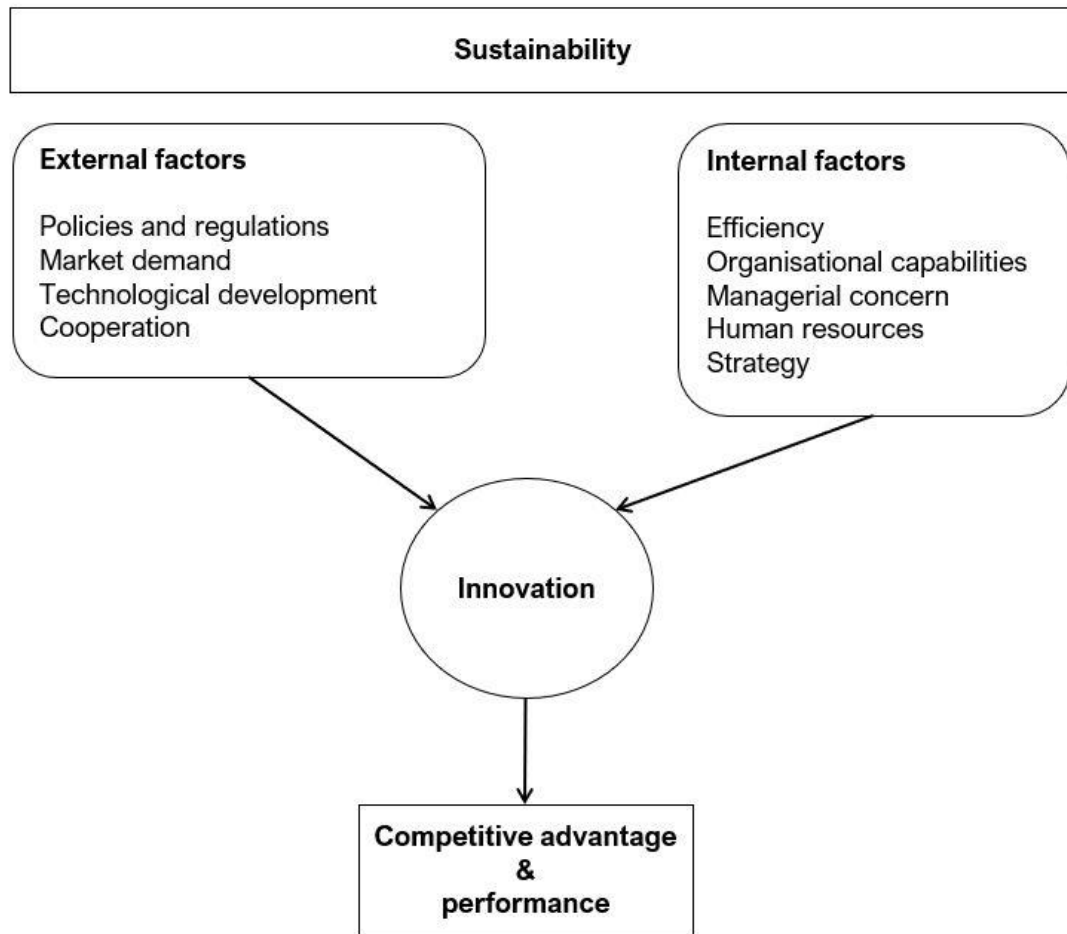 Sustainability
External factors
Policies and regulations
Market demand
Technological development
Cooperation
Internal factors
Efficiency
Organisational capabilities
Managerial concern
Human resources
Strategy
Innovation
Competitive advantage
&
performance